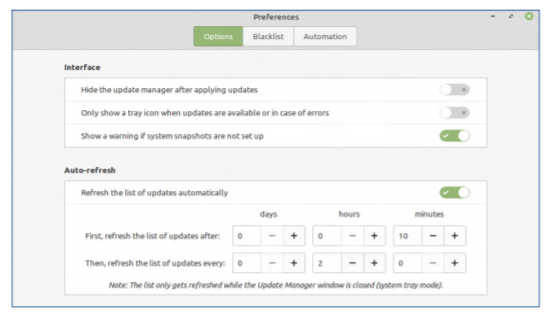 Preferences
Options Blacklist Automation
Interface
Hide the update manager after applying updates
Only show a tray icon when updates are available or in case of errors
Show a warning if system snapshots are not set up
Auto-refresh
Refresh the list of updates automatically
days hours minutes
First, refresh the list of updates after: 0 - + 0 - + 10 - +
Then, refresh the list of updates every: 0 - + 2 - + 0 - +
Note: The list only gets refreshed while the Update Manager window is closed (system tray mode).